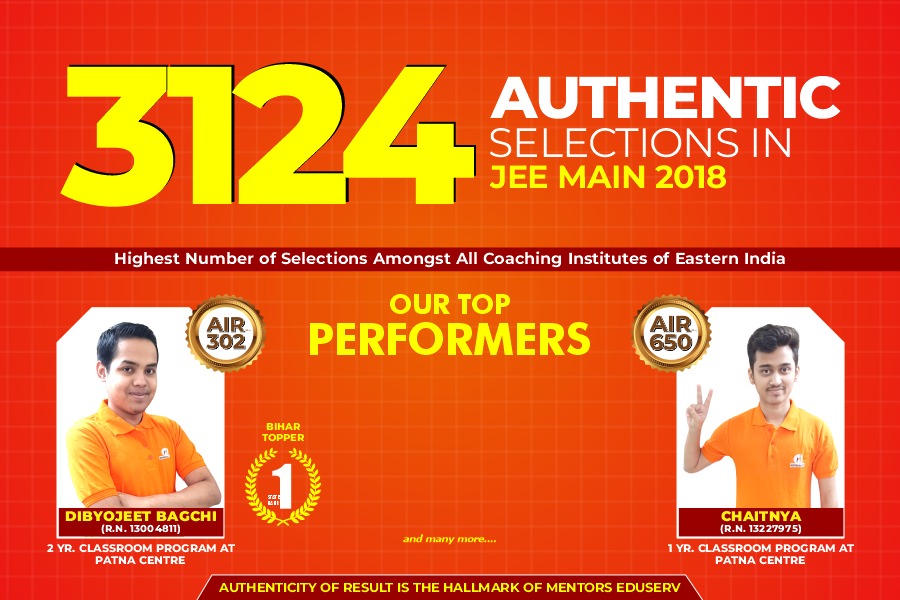 3124
AUTHENTIC
SELECTIONS IN
JEE MAIN 2018
Highest Number of Selections Amongst All Coaching Institutes of Eastern India
OUR TOP
PERFORMERS
AIR
302
AIR
650
BIHAR
TOPPER
1
STATE
RANK
DIBYOJEET BAGCHI
(R.N. 13004811)
2 YR. CLASSROOM PROGRAM AT
PATNA CENTRE
and many more....
CHAITNYA
(R.N. 13227975)
1 YR. CLASSROOM PROGRAM AT
PATNA CENTRE
AUTHENTICITY OF RESULT IS THE HALLMARK OF MENTORS EDUSERV